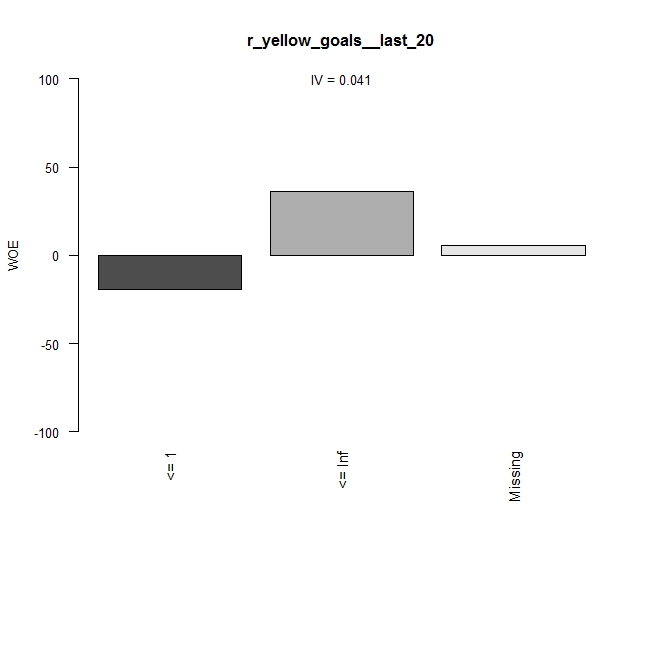 r_yellow_goals__last_20
IV = 0.041
100
50
0
-50
-100
WOE
<= 1
<= Inf
Missing